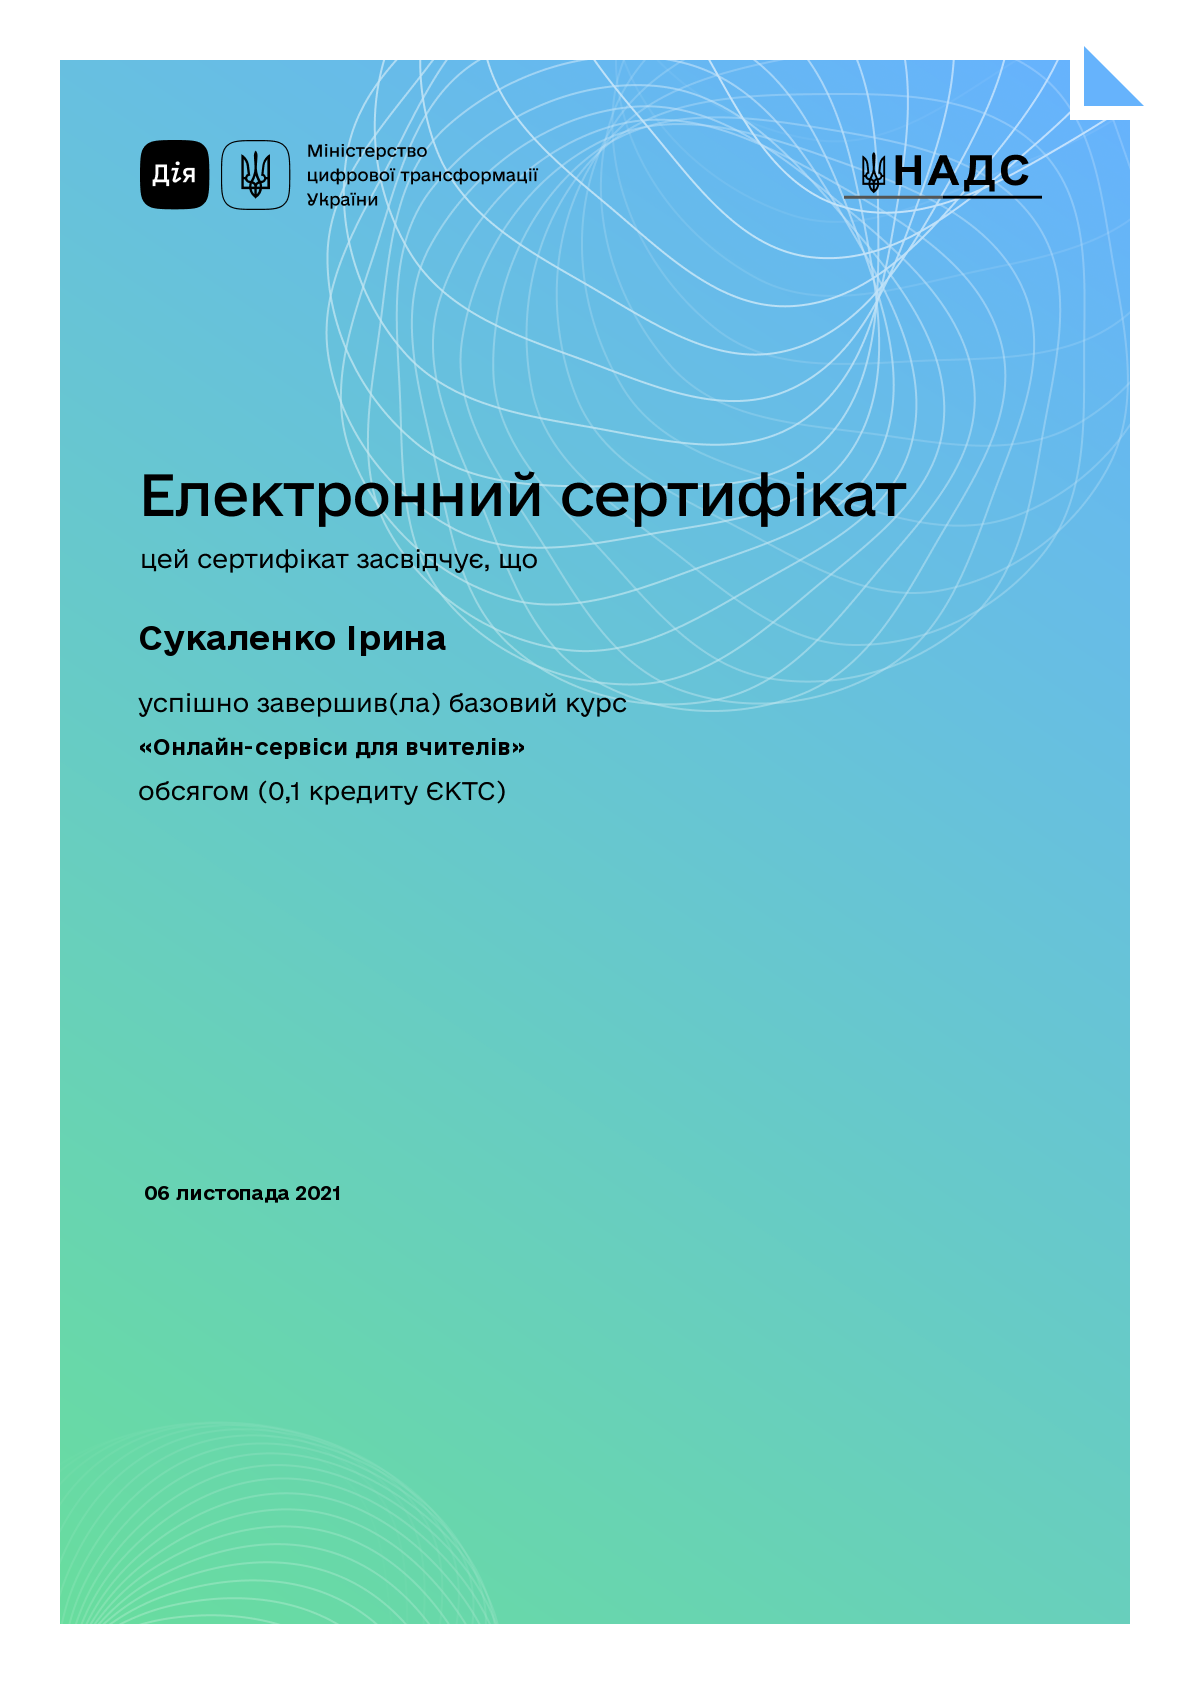 Дія
Міністерство
цифрової трансформації
України
НАДС
Електронний сертифікат
цей сертифікат засвідчує, що
Сукаленко Ірина
успішно завершив(ла) базовий курс
«Онлайн-сервіси для вчителів»
обсягом (0,1 кредиту ЄКТС)
06 листопада 2021